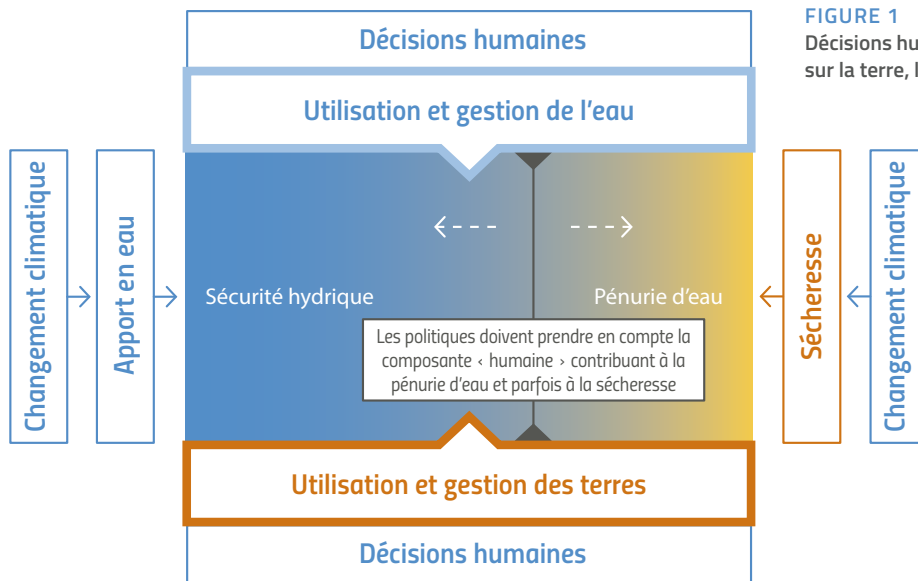 FIGURE 1
Décisions hu
sur la terre, l
Décisions humaines
Utilisation et gestion de l'eau
Changement climatique
Apport en eau
Sécurité hydrique
Pénurie d'eau
Sécheresse
Changement climatique
Les politiques doivent prendre en compte la
composante ‹ humaine › contribuant à la
pénurie d'eau et parfois à la sécheresse
Utilisation et gestion des terres
Décisions humaines